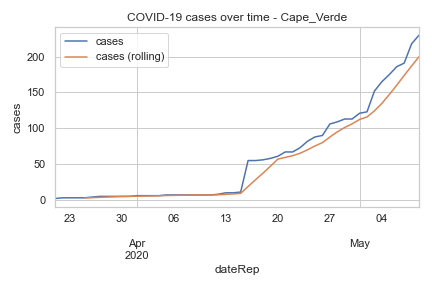 COVID-19 cases over time - Cape_Verde
cases
cases (rolling)
cases
200
150
100
50
0
23 30 06 13 20 27 04
Apr May
2020
dateRep